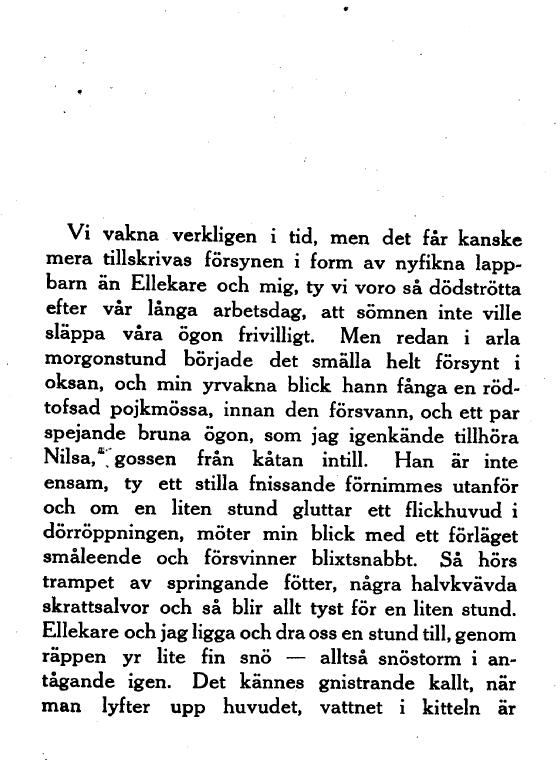 Vi vakna verkligen i tid, men det får kanske
mera tillskrivas försynen i form av nyfikna lapp-
barn än Ellekare och mig, ty vi voro så dödströtta
efter vår långa arbetsdag, att sömnen inte ville
släppa våra ögon frivilligt. Men redan i arla
morgonstund började det smälla helt försynt i
oksan, och min yrvakna blick hann fånga en röd-
tofsad pojkmössa, innan den försvann, och ett par
spejande bruna ögon, som jag igenkände tillhöra
Nilsa, gossen från kåtan intill. Han är inte
ensam, ty ett stilla fnissande förnimmes utanför
och om en liten stund gluttar ett flickhuvud i
dörröppningen, möter min blick med ett förläget
småleende och försvinner blixtsnabbt. Så hörs
trampet av springande fötter, några halvkvävda
skrattsalvor och så blir allt tyst för en liten stund.
Ellekare och jag ligga och dra oss en stund till, genom
räppen yr lite fin snö — alltså snöstorm i an-
tågande igen. Det kännes gnistrande kallt, när
man lyfter upp huvudet, vattnet i kitteln är